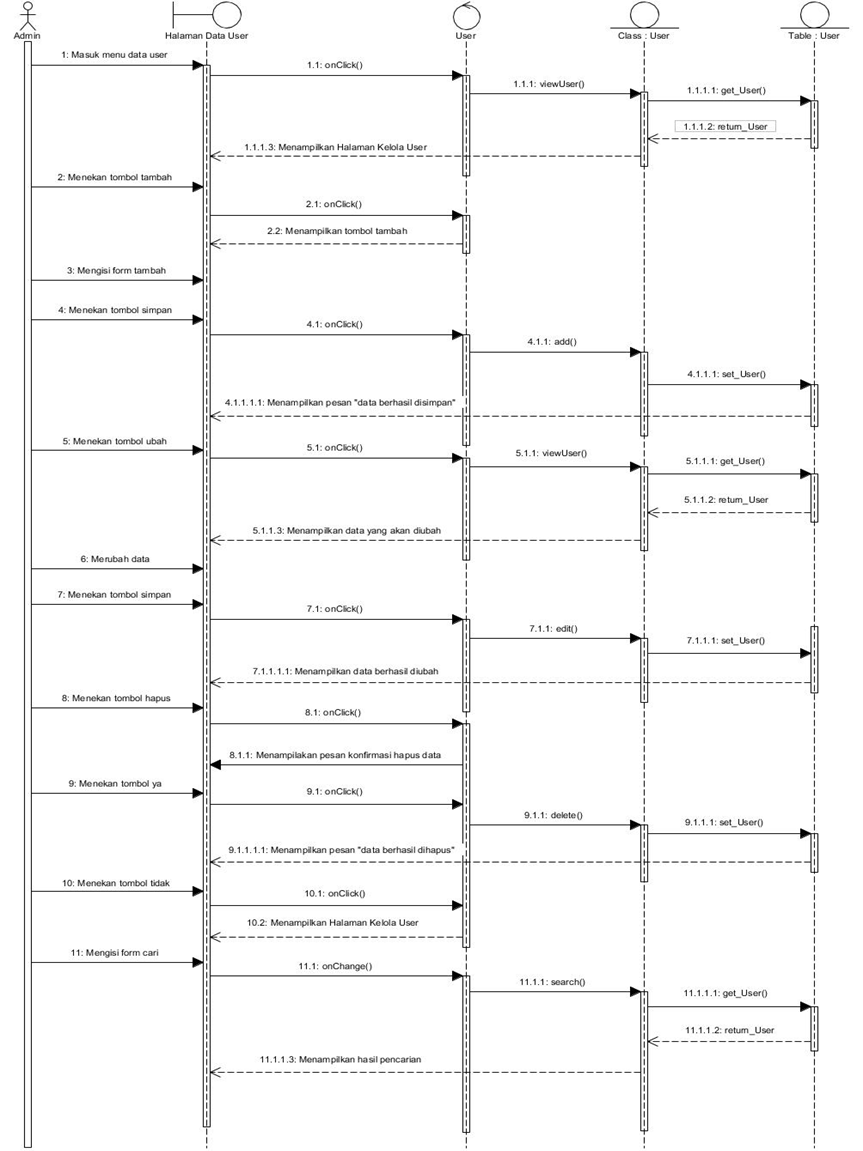 Admin
Halaman Data User
User
Class : User
Table : User
1: Masuk menu data user
1.1: onClick()
1.1.1: viewUser()
1.1.1.1: get_User()
1.1.1.2: return_User
1.1.1.3: Menampilkan Halaman Kelola User
2: Menekan tombol tambah
2.1: onClick()
2.2: Menampilkan tombol tambah
3: Mengisi form tambah
4: Menekan tombol simpan
4.1: onClick()
4.1.1: add()
4.1.1.1: set_User()
4.1.1.1.1: Menampilkan pesan "data berhasil disimpan"
5: Menekan tombol ubah
5.1: onClick()
5.1.1: viewUser()
5.1.1.1: get_User()
5.1.1.2: return_User
5.1.1.3: Menampilkan data yang akan diubah
6: Merubah data
7: Menekan tombol simpan
7.1: onClick()
7.1.1: edit()
7.1.1.1: set_User()
7.1.1.1.1: Menampilkan data berhasil diubah
8: Menekan tombol hapus
8.1: onClick()
8.1.1: Menampilakan pesan konfirmasi hapus data
9: Menekan tombol ya
9.1: onClick()
9.1.1: delete()
9.1.1.1: set_User()
9.1.1.1.1: Menampilkan pesan "data berhasil dihapus"
10: Menekan tombol tidak
10.1: onClick()
10.2: Menampilkan Halaman Kelola User
11: Mengisi form cari
11.1: onChange()
11.1.1: search()
11.1.1.1: get_User()
11.1.1.2: return_User
11.1.1.3: Menampilkan hasil pencarian